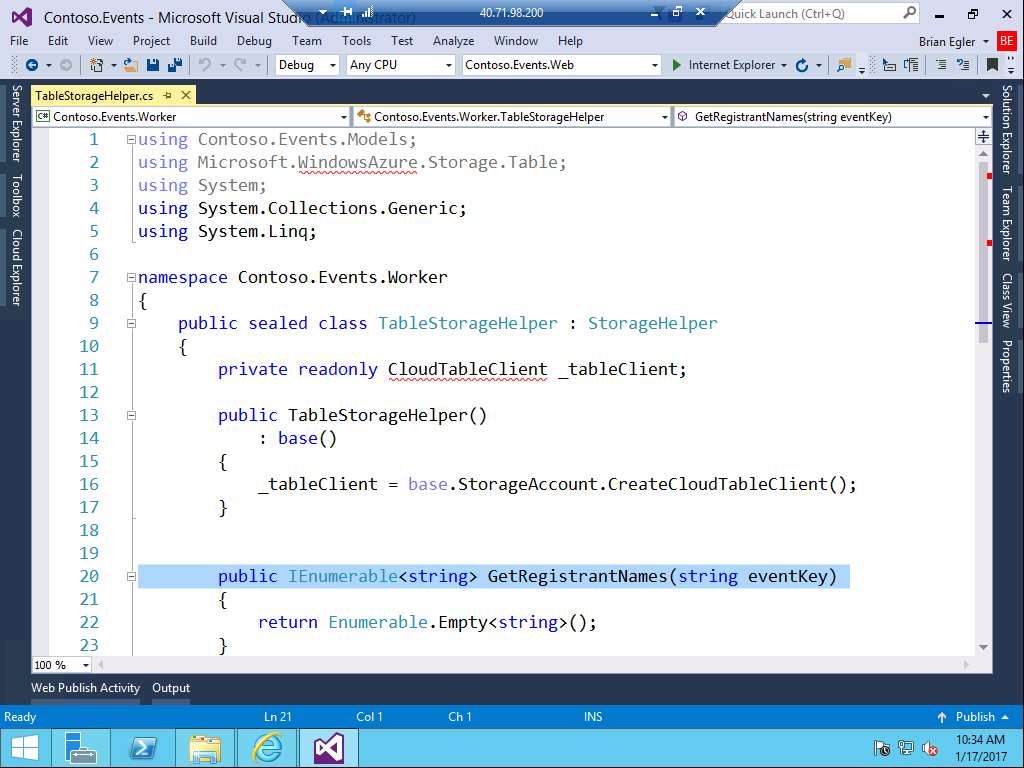 Contoso.Events - Microsoft Visual Studio (Administrator)
40.71.98.200
Quick Launch (Ctrl+Q)
File Edit View Project Build Debug Team Tools Test Analyze Window Help
Brian Egler BE
Debug Any CPU Contoso.Events.Web Internet Explorer
TableStorageHelper.cs
Contoso.Events.Worker Contoso.Events.Worker.TableStorageHelper GetRegistrantNames(string eventKey)
Server Explorer
Toolbox
Cloud Explorer
1 using Contoso.Events.Models;
2 using Microsoft.WindowsAzure.Storage.Table;
3 using System;
4 using System.Collections.Generic;
5 using System.Linq;
6
7 namespace Contoso.Events.Worker
8 {
9 public sealed class TableStorageHelper : StorageHelper
10 {
11 private readonly CloudTableClient _tableClient;
12
13 public TableStorageHelper()
14 : base()
15 {
16 _tableClient = base.StorageAccount.CreateCloudTableClient();
17 }
18
19
20 public IEnumerable<string> GetRegistrantNames(string eventKey)
21 {
22 return Enumerable.Empty<string>();
23 }
Solution Explorer
Team Explorer
Class View
Properties
100 %
Web Publish Activity Output
Ready Ln 21 Col 1 Ch 1 INS Publish
10:34 AM
1/17/2017